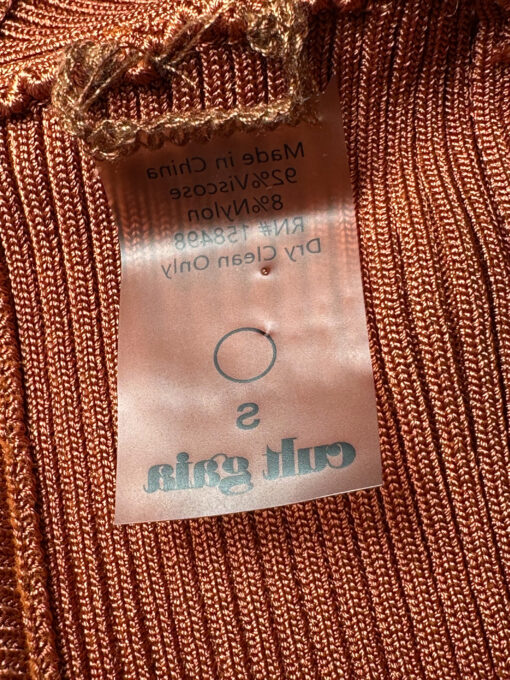 Made in China
92%Viscose
8%Nylon
RN# 158498
Dry Clean Only
S
cult gaia